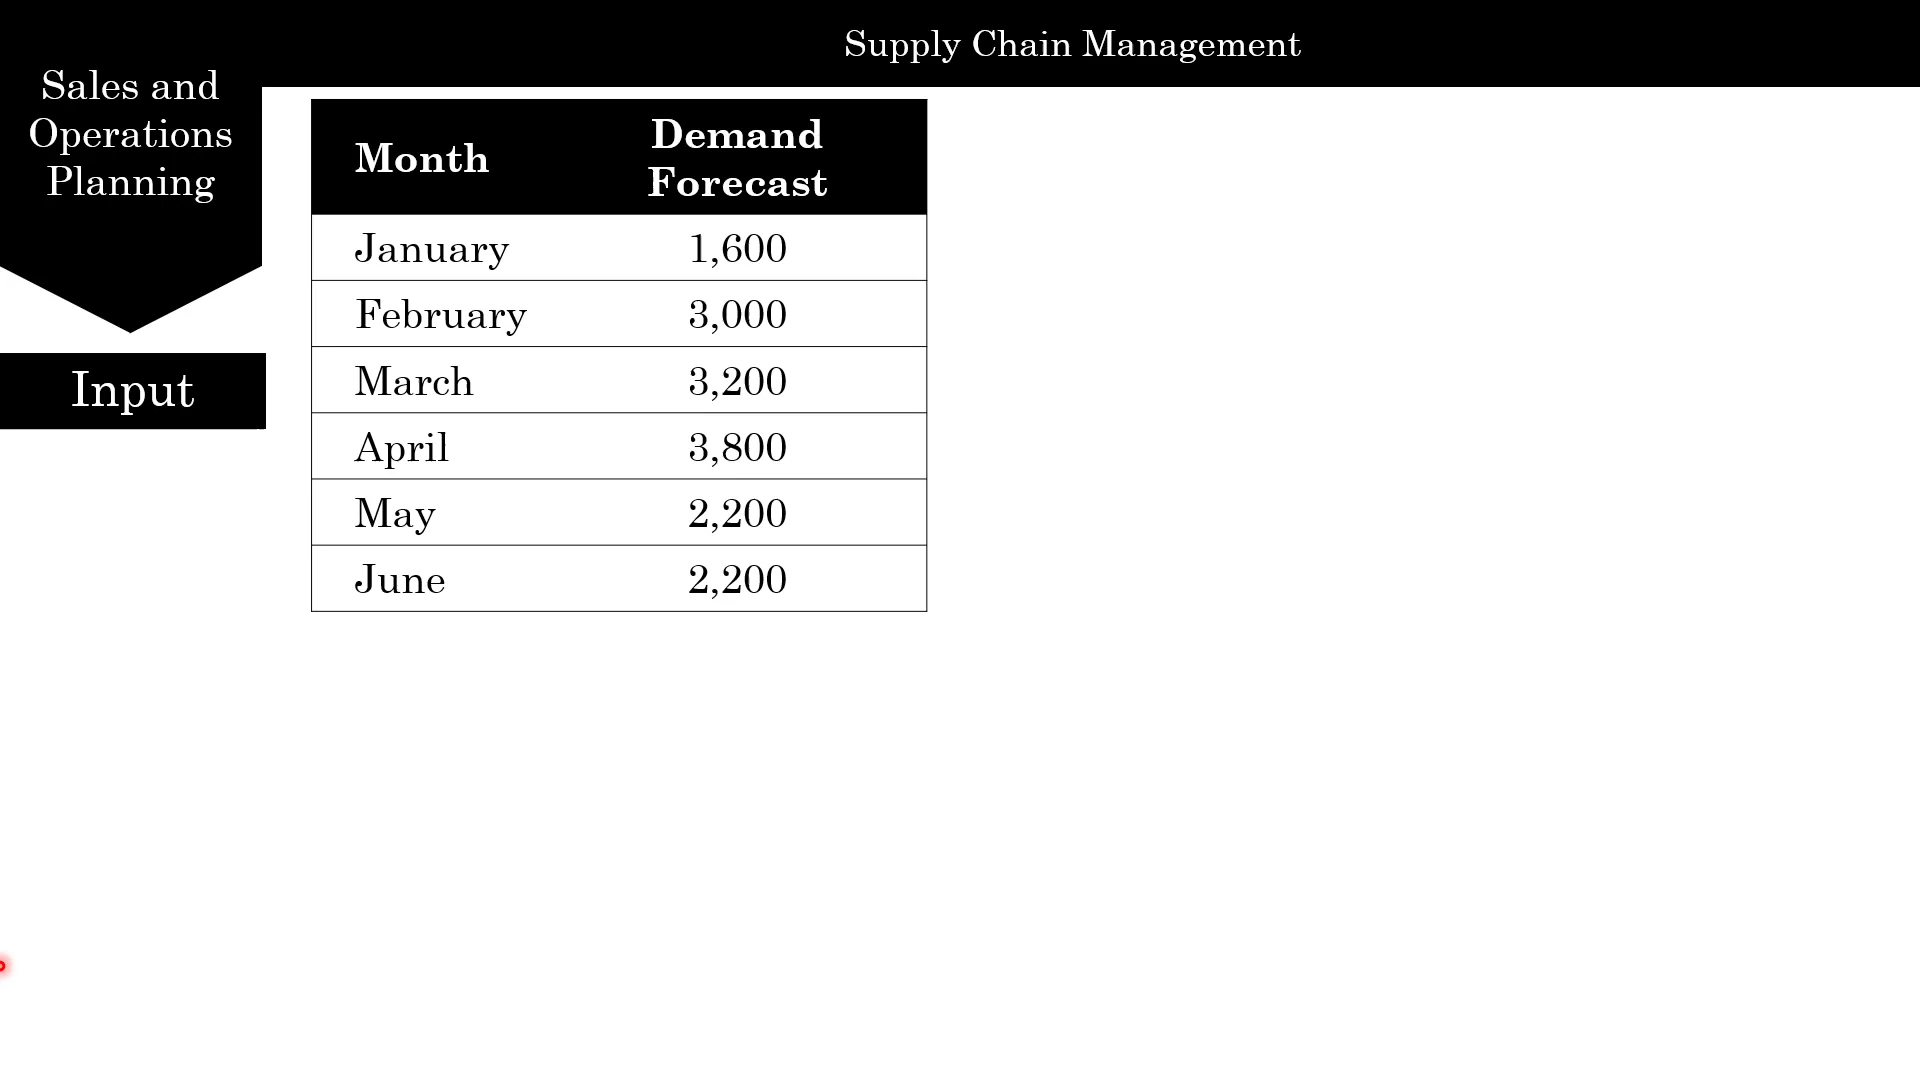 Supply Chain Management
Sales and
Operations
Planning
Input
Month Demand
Forecast
January 1,600
February 3,000
March 3,200
April 3,800
May 2,200
June 2,200